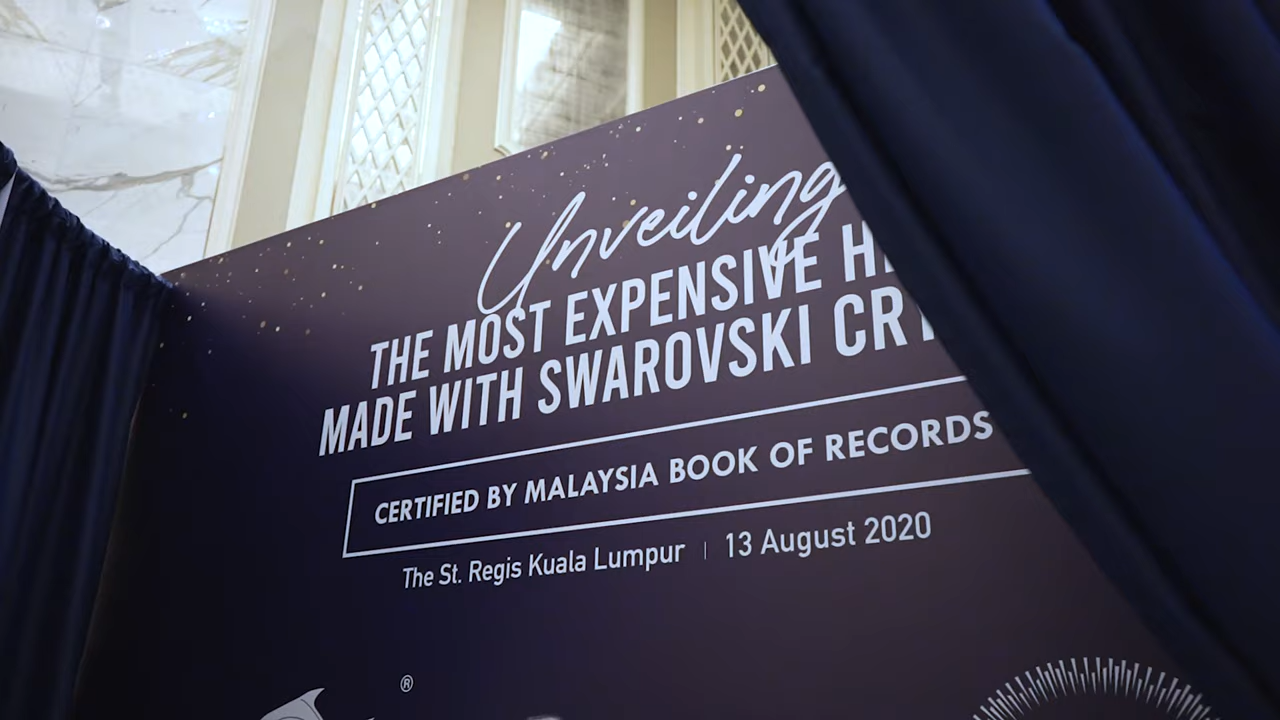 Unveiling
THE MOST EXPENSIVE
MADE WITH SWAROVSKI
CERTIFIED BY MALAYSIA BOOK OF RECORDS
The St. Regis Kuala Lumpur | 13 August 2020
®